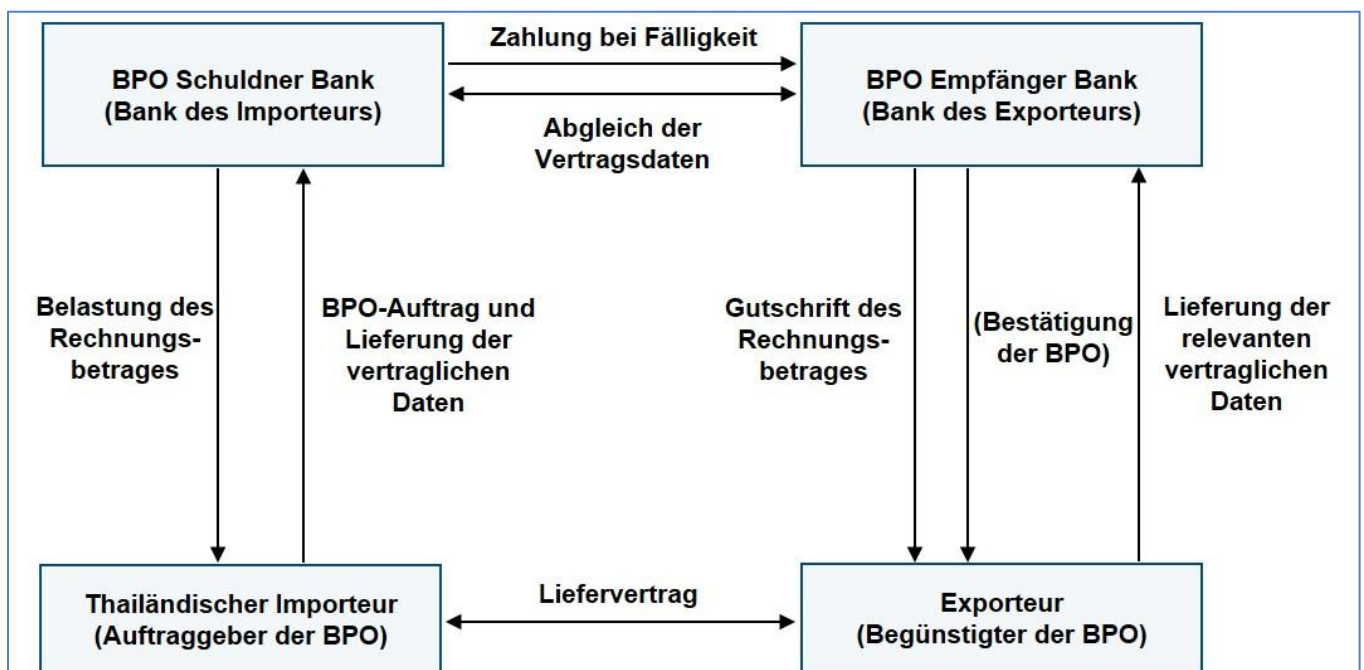 Zahlung bei Fälligkeit
BPO Schuldner Bank
(Bank des Importeurs)
BPO Empfänger Bank
(Bank des Exporteurs)
Abgleich der
Vertragsdaten
Belastung des
Rechnungs-
betrages
BPO-Auftrag und
Lieferung der
vertraglichen
Daten
Gutschrift des
Rechnungs-
betrages
(Bestätigung
der BPO)
Lieferung der
relevanten
vertraglichen
Daten
Thailändischer Importeur
(Auftraggeber der BPO)
Liefervertrag
Exporteur
(Begünstigter der BPO)